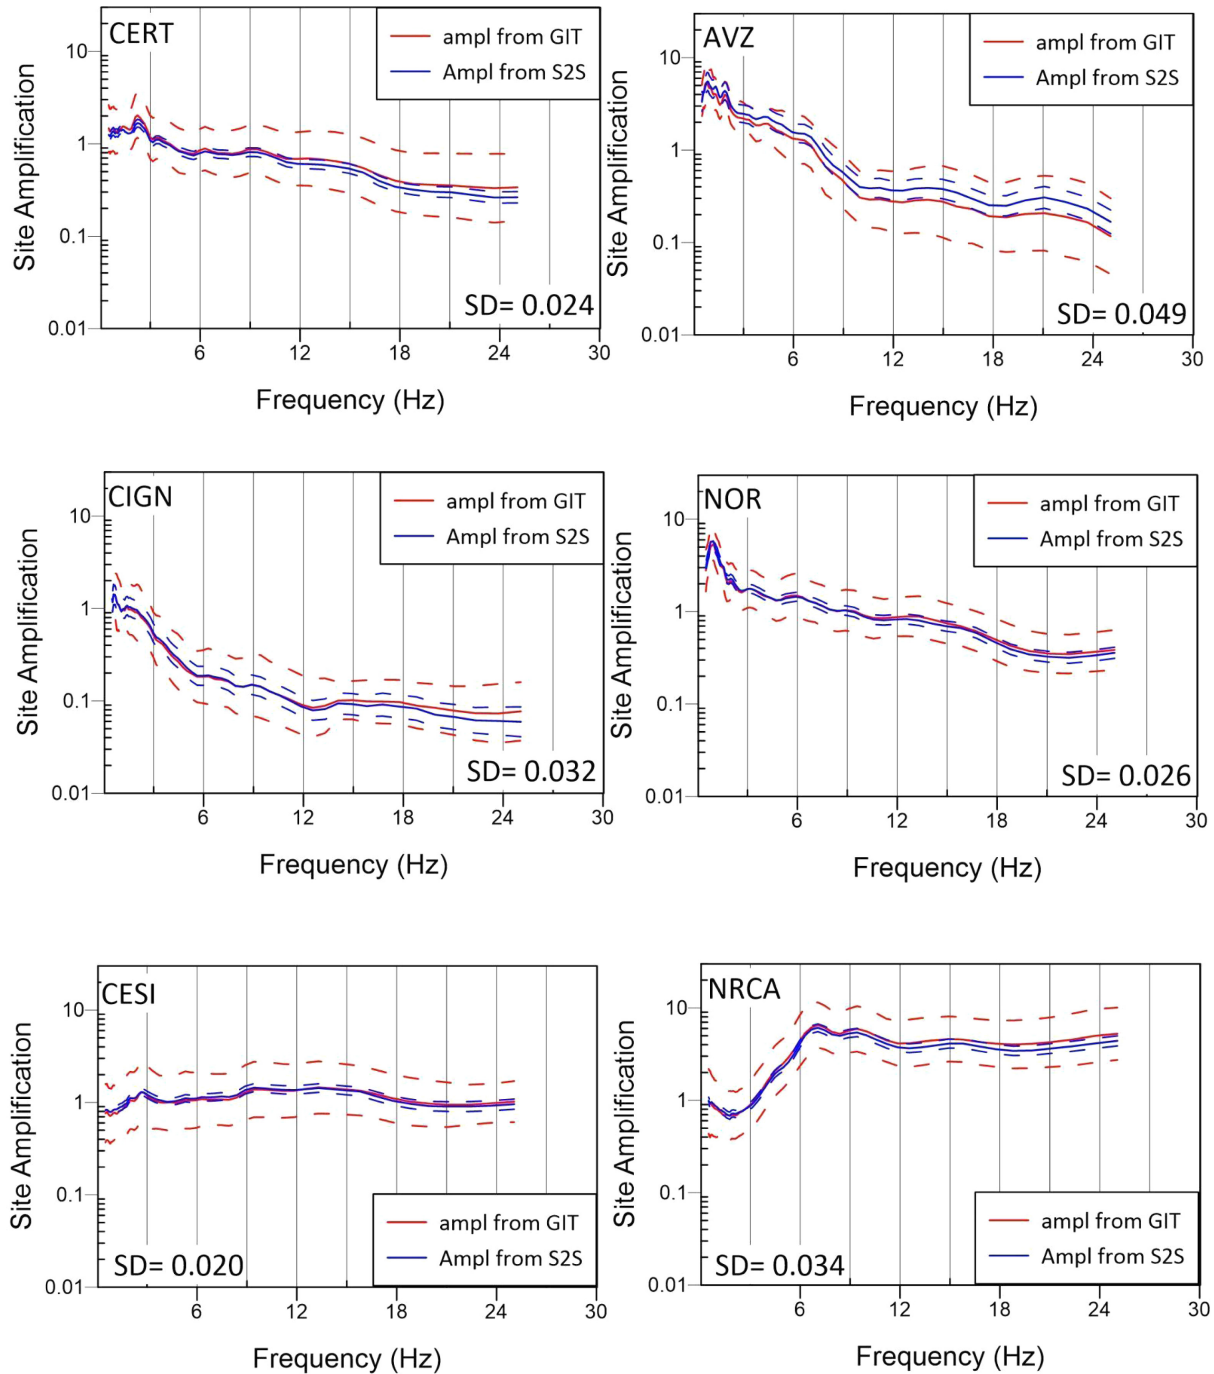 CERT
ampl from GIT
Ampl from S2S
10
1
0.1
0.01
Site Amplification
SD= 0.024
6 12 18 24 30
Frequency (Hz)
AVZ
ampl from GIT
Ampl from S2S
10
1
0.1
0.01
Site Amplification
SD= 0.049
6 12 18 24 30
Frequency (Hz)
CIGN
ampl from GIT
Ampl from S2S
10
1
0.1
0.01
Site Amplification
SD= 0.032
6 12 18 24 30
Frequency (Hz)
NOR
ampl from GIT
Ampl from S2S
10
1
0.1
0.01
Site Amplification
SD= 0.026
6 12 18 24 30
Frequency (Hz)
CESI
10
1
0.1
0.01
Site Amplification
ampl from GIT
Ampl from S2S
SD= 0.020
6 12 18 24 30
Frequency (Hz)
NRCA
10
1
0.1
0.01
Site Amplification
ampl from GIT
Ampl from S2S
SD= 0.034
6 12 18 24 30
Frequency (Hz)